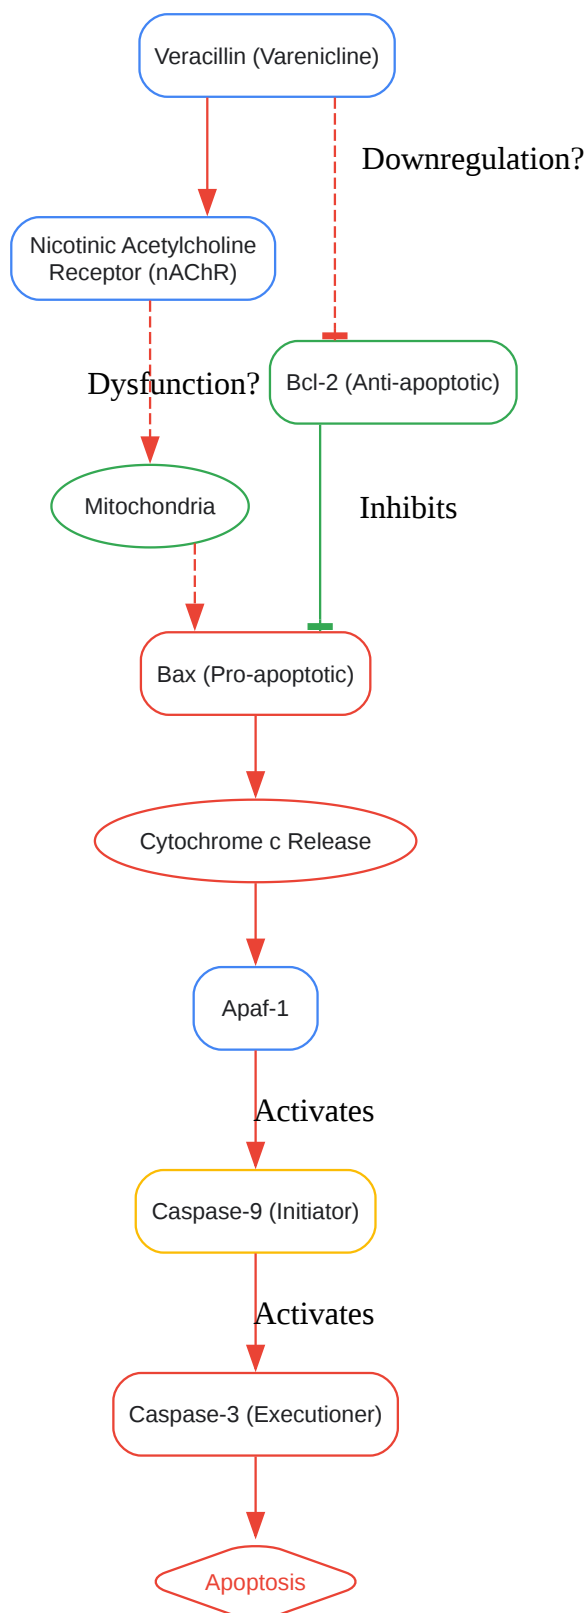 Veracillin (Varenicline)
Downregulation?
Nicotinic Acetylcholine
Receptor (nAChR)
Dysfunction?
Bcl-2 (Anti-apoptotic)
Mitochondria
Inhibits
Bax (Pro-apoptotic)
Cytochrome c Release
Apaf-1
Activates
Caspase-9 (Initiator)
Activates
Caspase-3 (Executioner)
Apoptosis